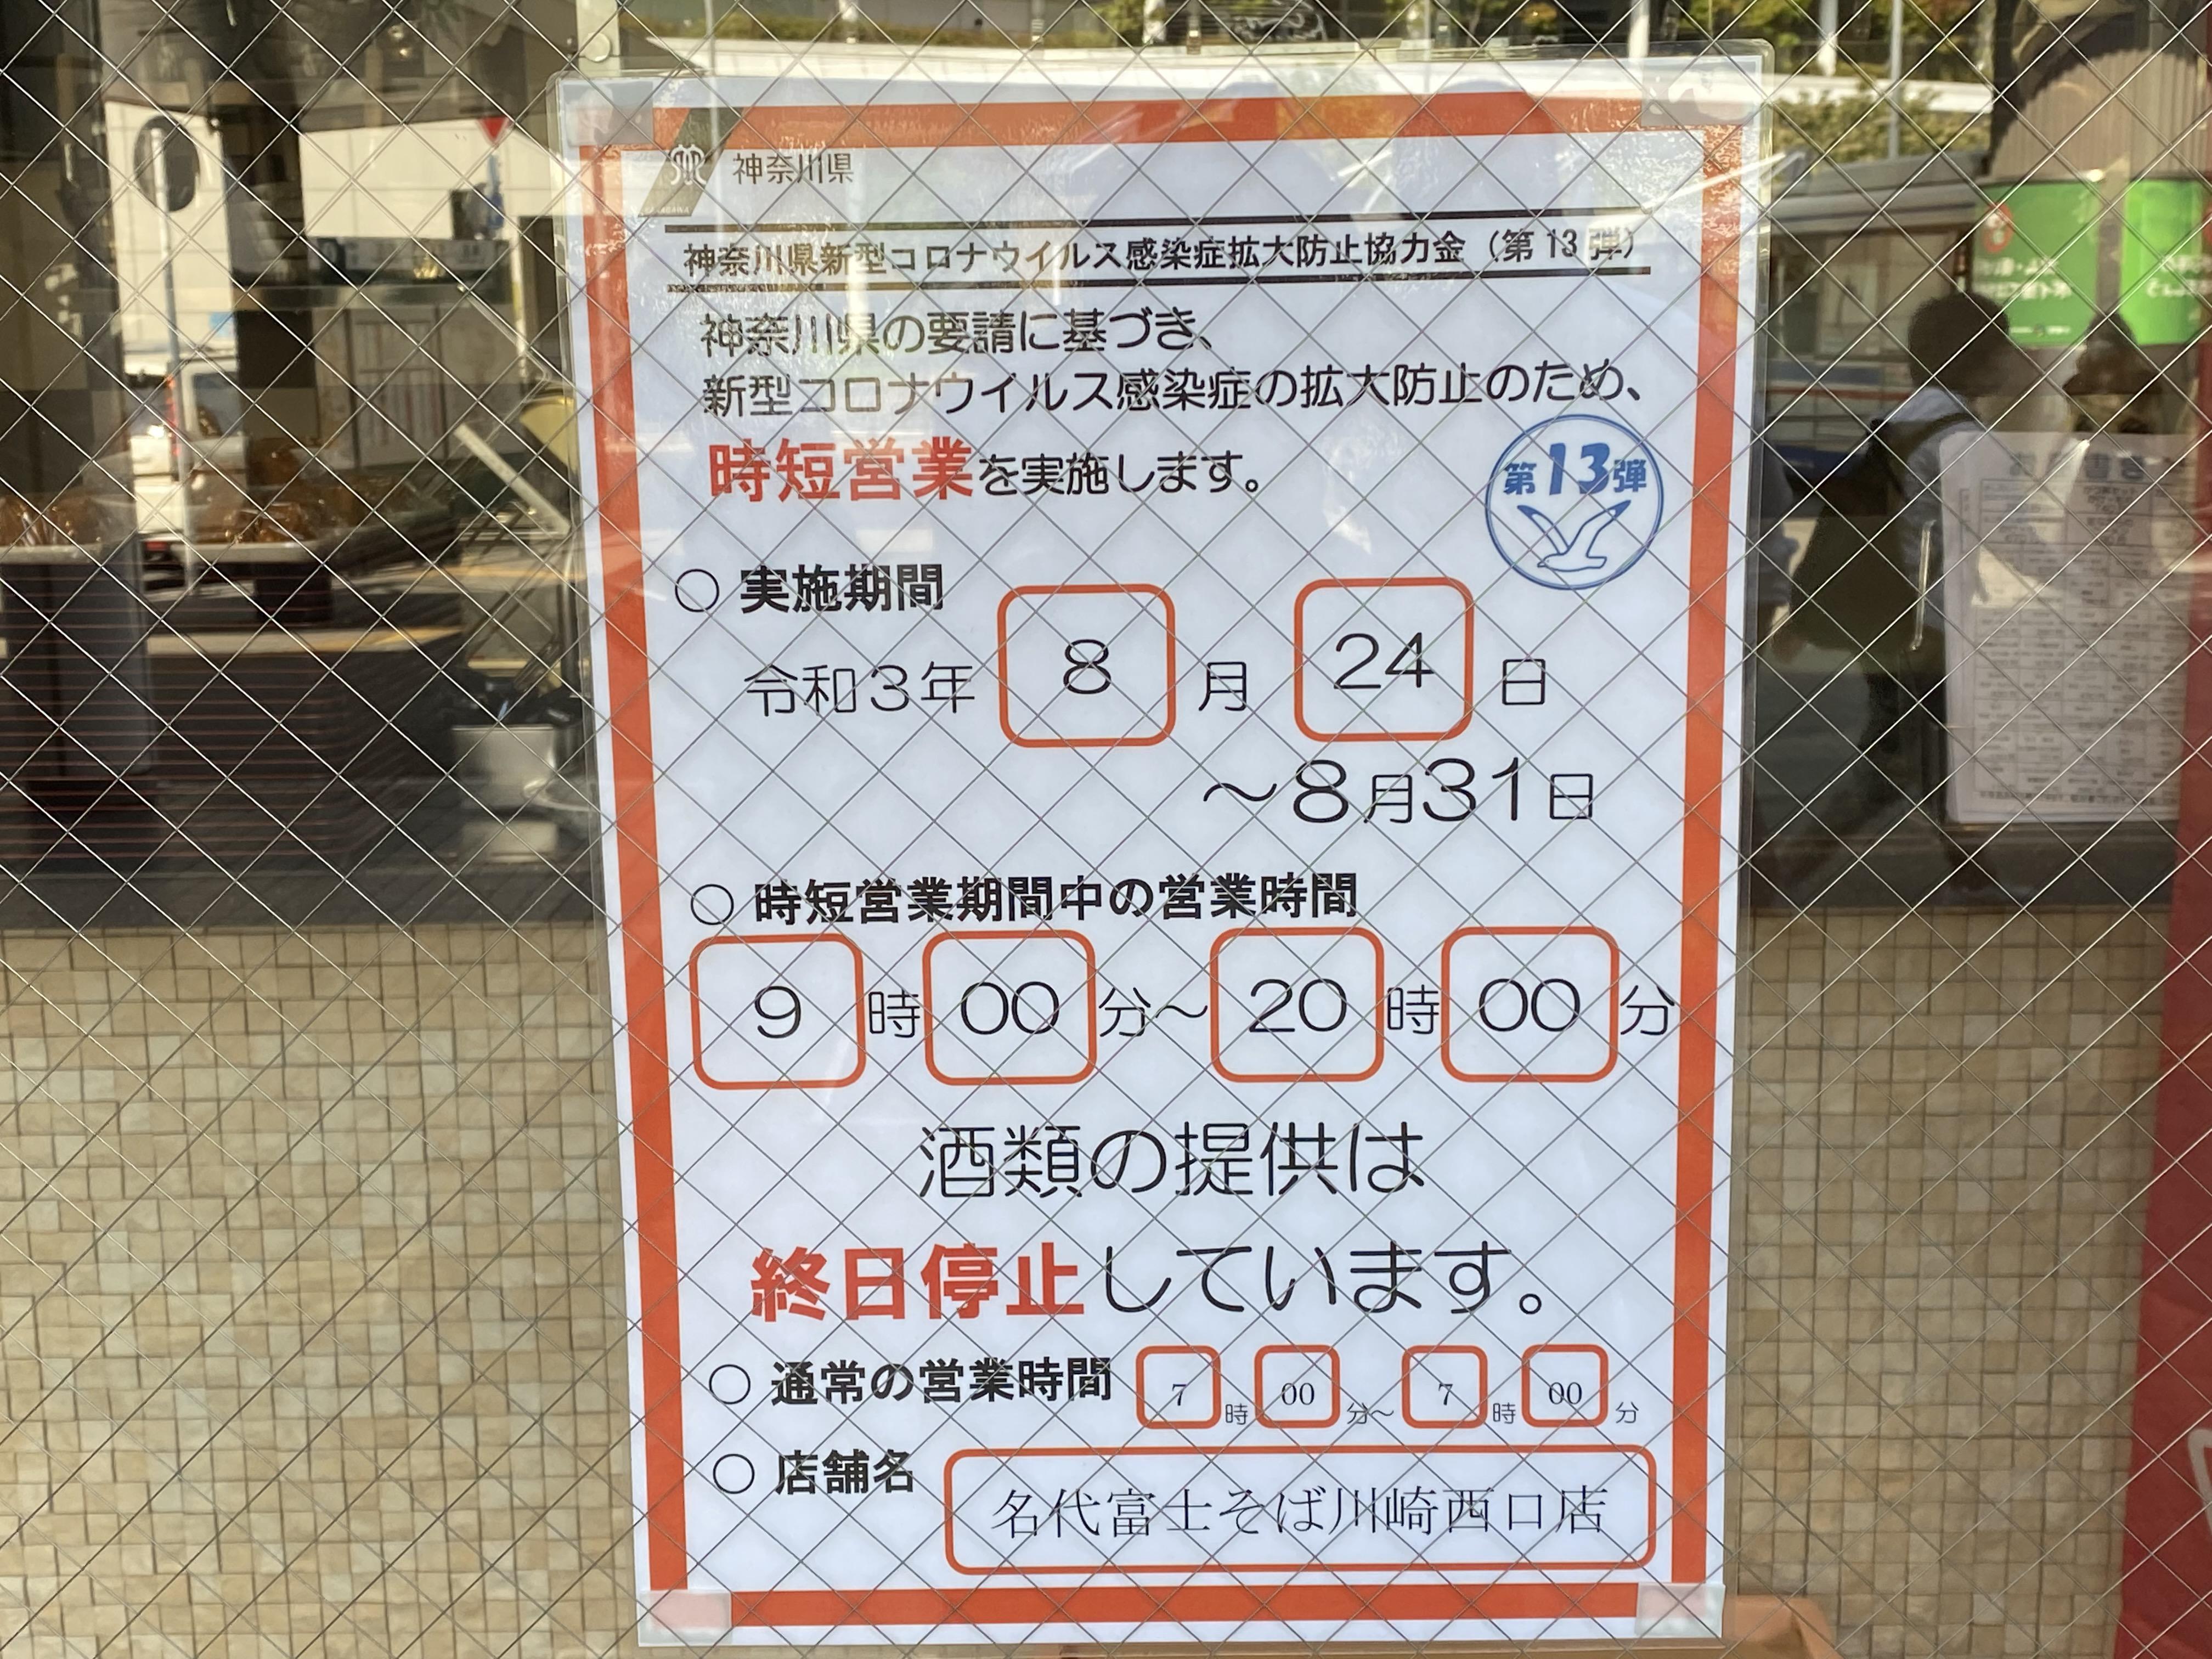 神奈川県
神奈川県新型コロナウイルス感染症拡大防止協力金（第13弾）
神奈川県の要請に基づき、
新型コロナウイルス感染症の拡大防止のため、
時短営業を実施します。
第13弾
○ 実施期間
令和3年 8 月 24 日
～8月31日
○ 時短営業期間中の営業時間
9 時 00 分～ 20 時 00 分
酒類の提供は
終日停止しています。
○ 通常の営業時間 7 時 00 分～ 7 時 00 分
○ 店舗名 名代富士そば川崎西口店